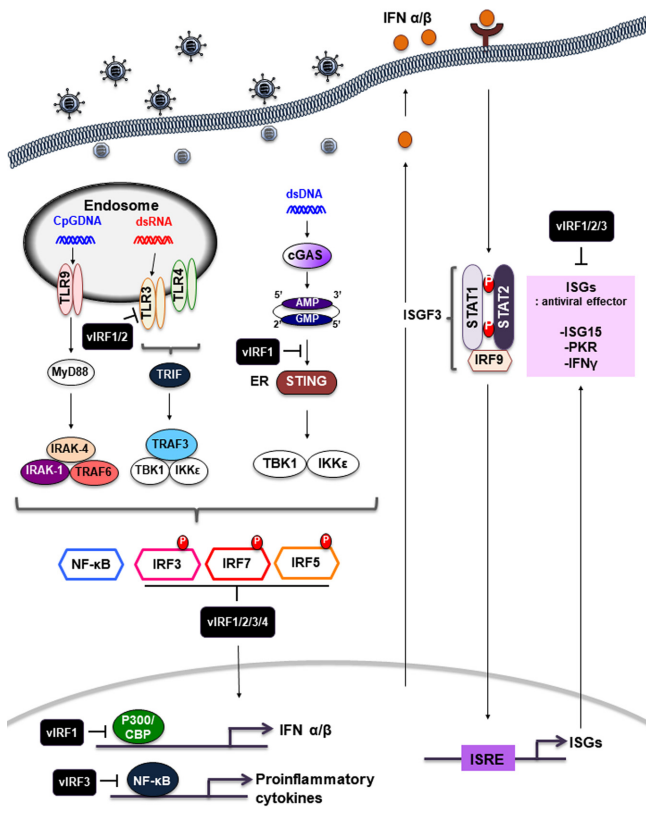 IFN α/β
Endosome
CpGDNA
dsRNA
TLR9
TLR3
TLR4
vIRF1/2
MyD88
TRIF
IRAK-4
IRAK-1
TRAF6
TRAF3
TBK1
IKKε
dsDNA
cGAS
5’
3’
AMP
GMP
2’
5’
vIRF1
ER
STING
TBK1
IKKε
ISGF3
STAT1
P
P
STAT2
IRF9
vIRF1/2/3
ISGs
: antiviral effector
-ISG15
-PKR
-IFNγ
NF-κB
P
IRF3
P
IRF7
P
IRF5
vIRF1/2/3/4
vIRF1
P300/
CBP
IFN α/β
vIRF3
NF-κB
Proinflammatory
cytokines
ISRE
ISGs